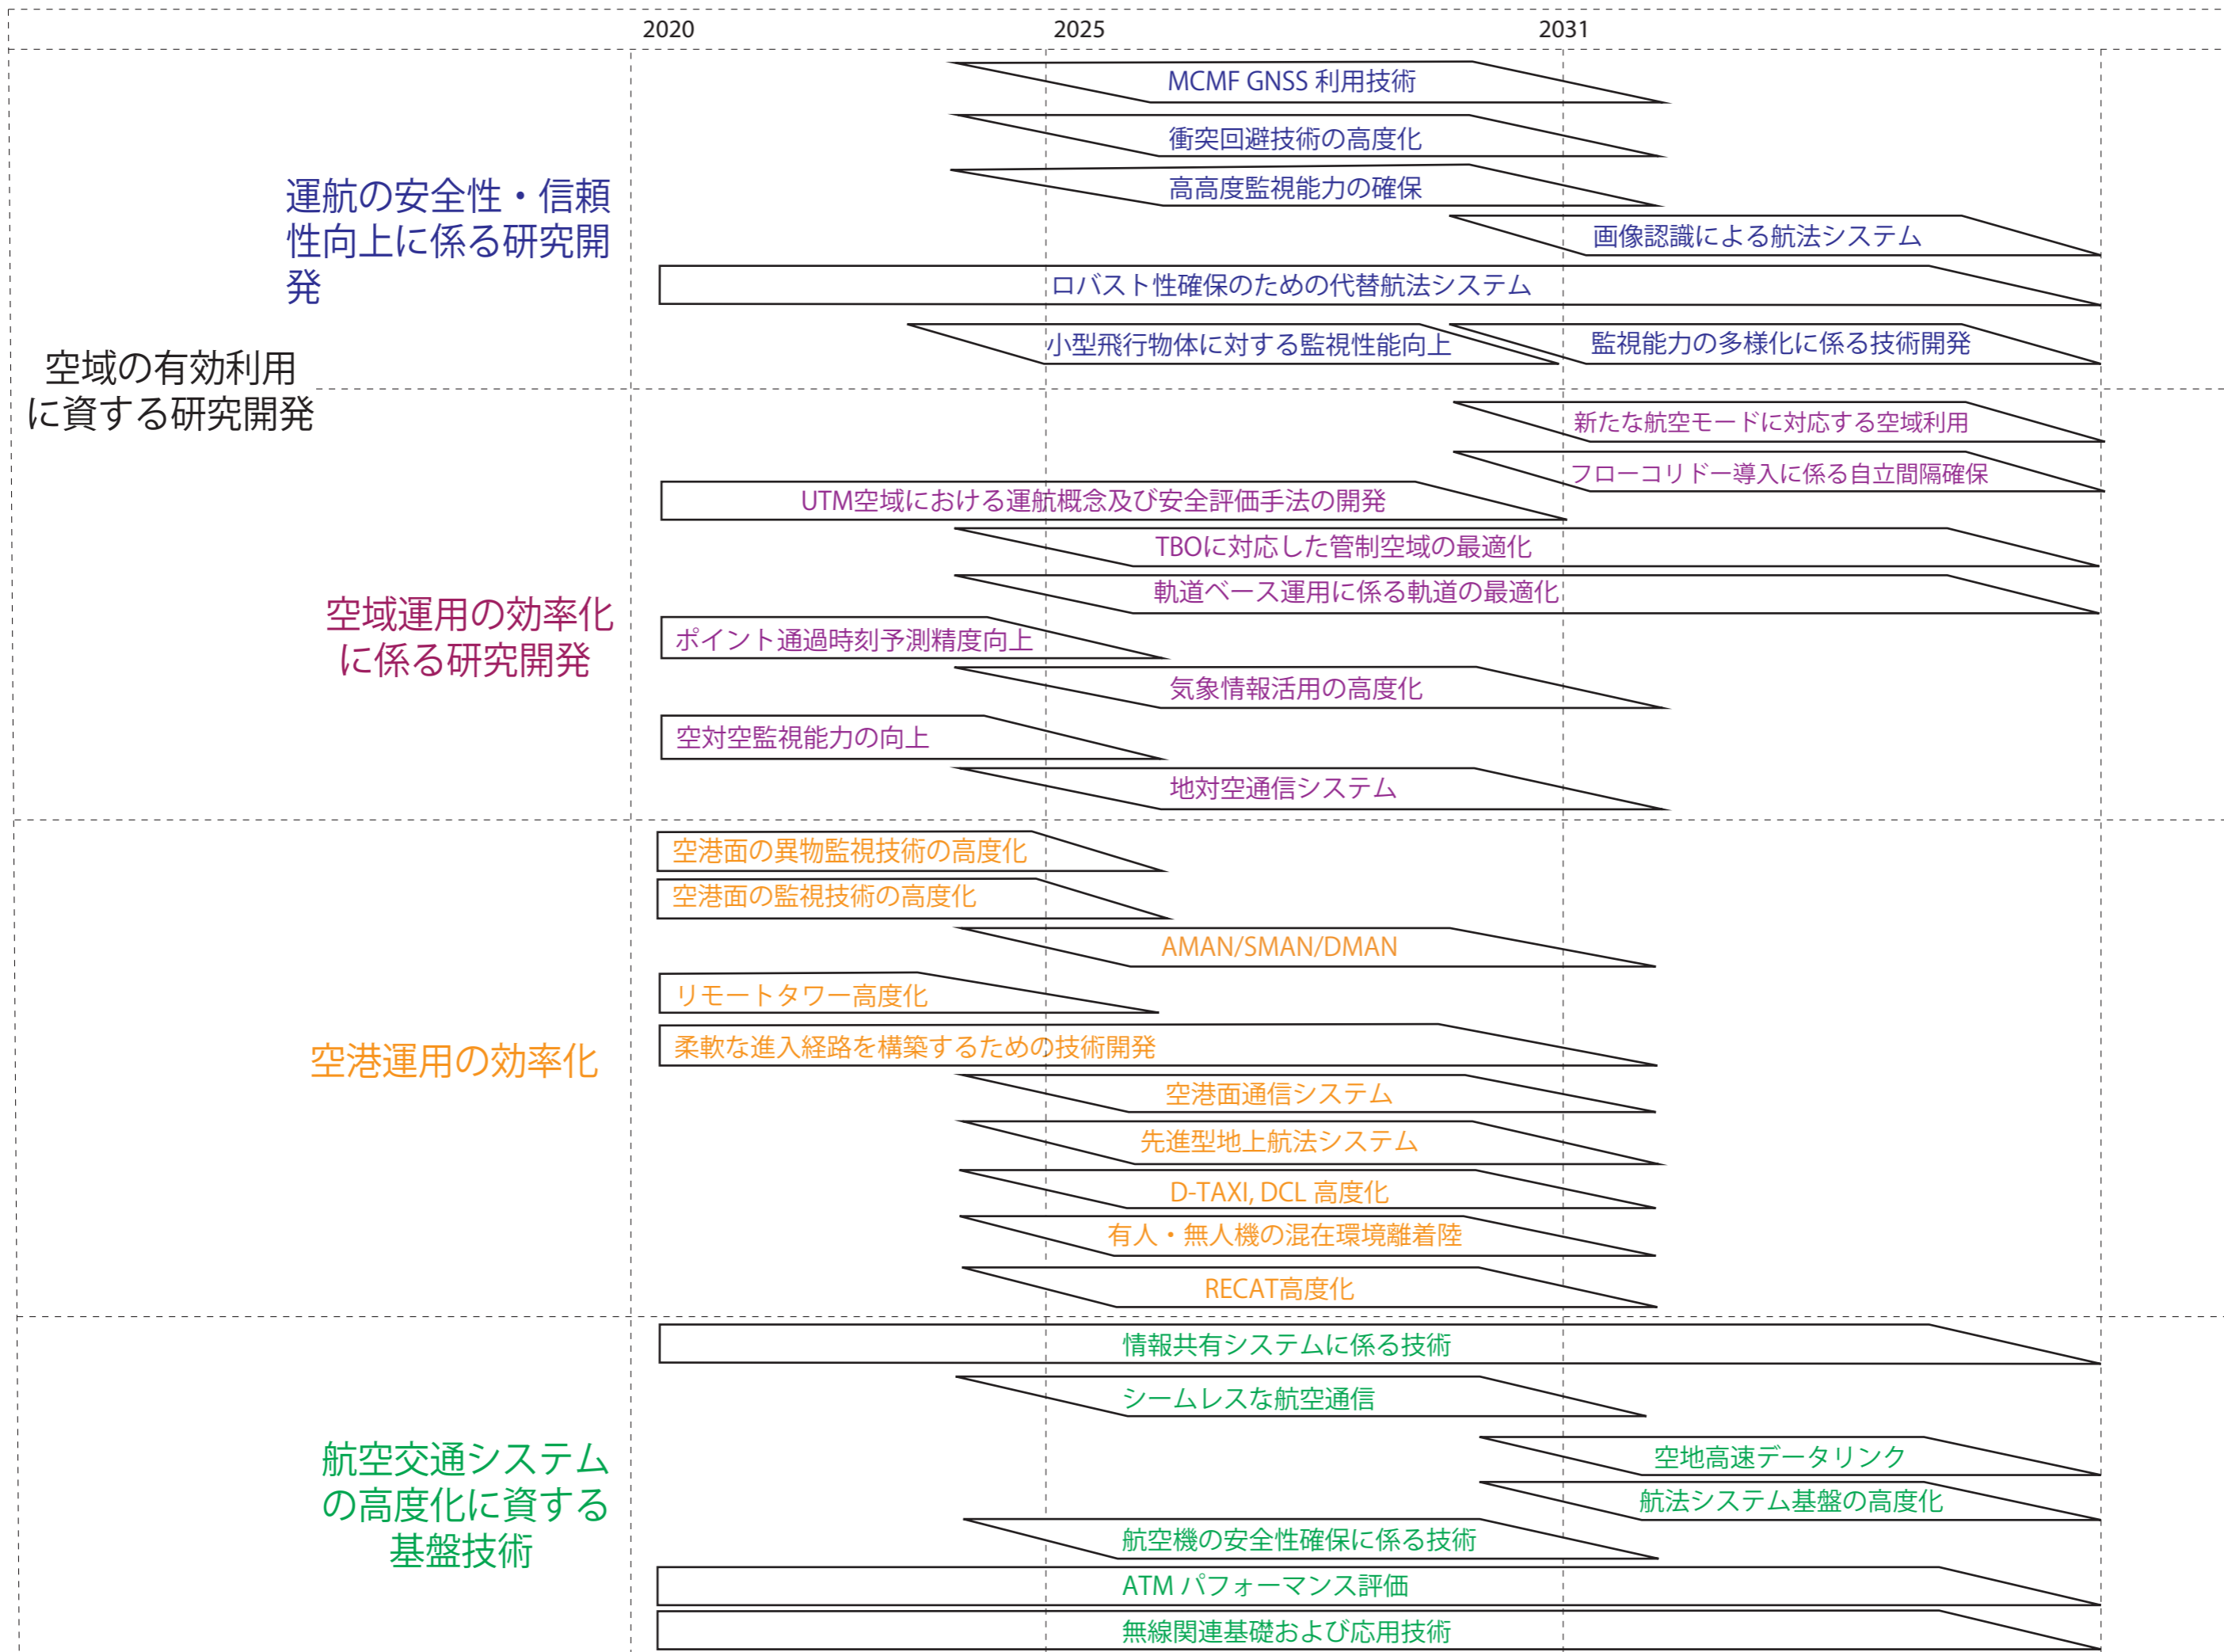 2020 2025 2031
MCMF GNSS 利用技術
衝突回避技術の高度化
高高度監視能力の確保
運航の安全性・信頼
性向上に係る研究開
発
画像認識による航法システム
ロバスト性確保のための代替航法システム
小型飛行物体に対する監視性能向上
監視能力の多様化に係る技術開発
空域の有効利用
に資する研究開発
新たな航空モードに対応する空域利用
フローコリドー導入に係る自立間隔確保
UTM空域における運航概念及び安全評価手法の開発
TBOに対応した管制空域の最適化
軌道ベース運用に係る軌道の最適化
空域運用の効率化
に係る研究開発
ポイント通過時刻予測精度向上
気象情報活用の高度化
空対空監視能力の向上
地対空通信システム
空港面の異物監視技術の高度化
空港面の監視技術の高度化
AMAN/SMAN/DMAN
リモートタワー高度化
柔軟な進入経路を構築するための技術開発
空港運用の効率化
空港面通信システム
先進型地上航法システム
D-TAXI, DCL 高度化
有人・無人機の混在環境離着陸
RECAT高度化
情報共有システムに係る技術
シームレスな航空通信
航空交通システム
の高度化に資する
基盤技術
空地高速データリンク
航法システム基盤の高度化
航空機の安全性確保に係る技術
ATM パフォーマンス評価
無線関連基礎および応用技術